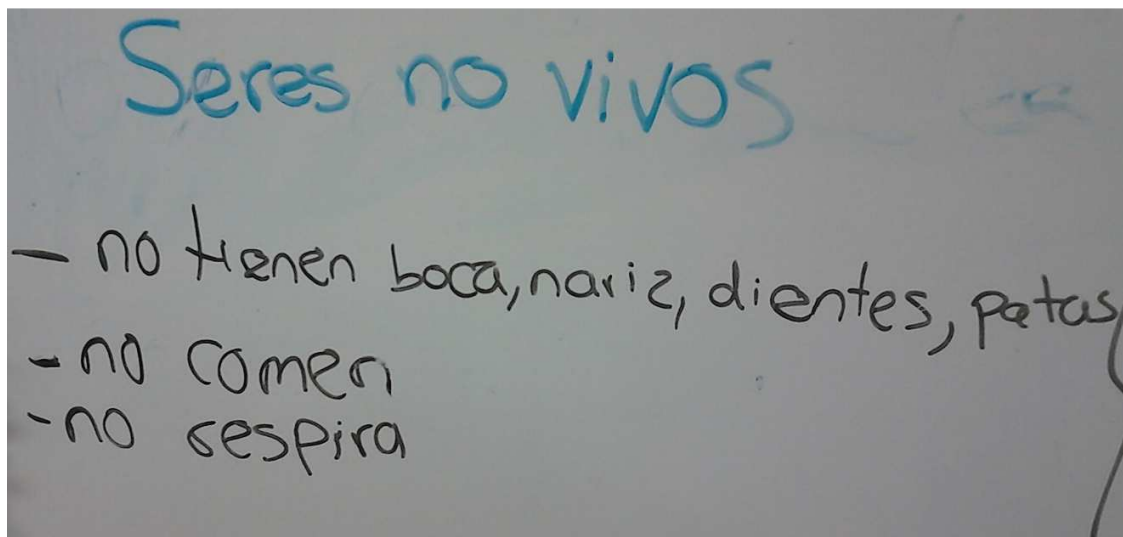 Seres no vivos
- no tienen boca, nariz, dientes, patas
- no comen
- no respira